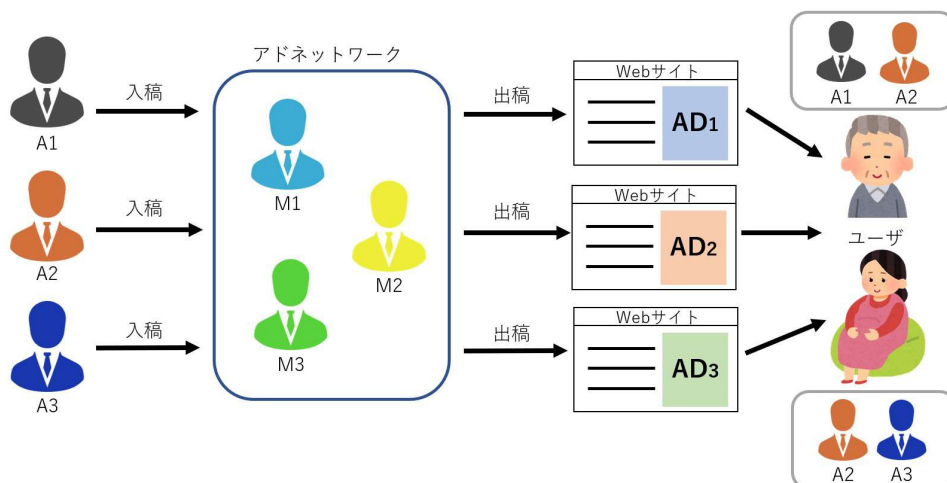 アドネットワーク
入稿
A1
入稿
A2
入稿
A3
M1
M2
M3
出稿
出稿
出稿
Webサイト
AD1
Webサイト
AD2
Webサイト
AD3
A1 A2
ユーザ
A2 A3